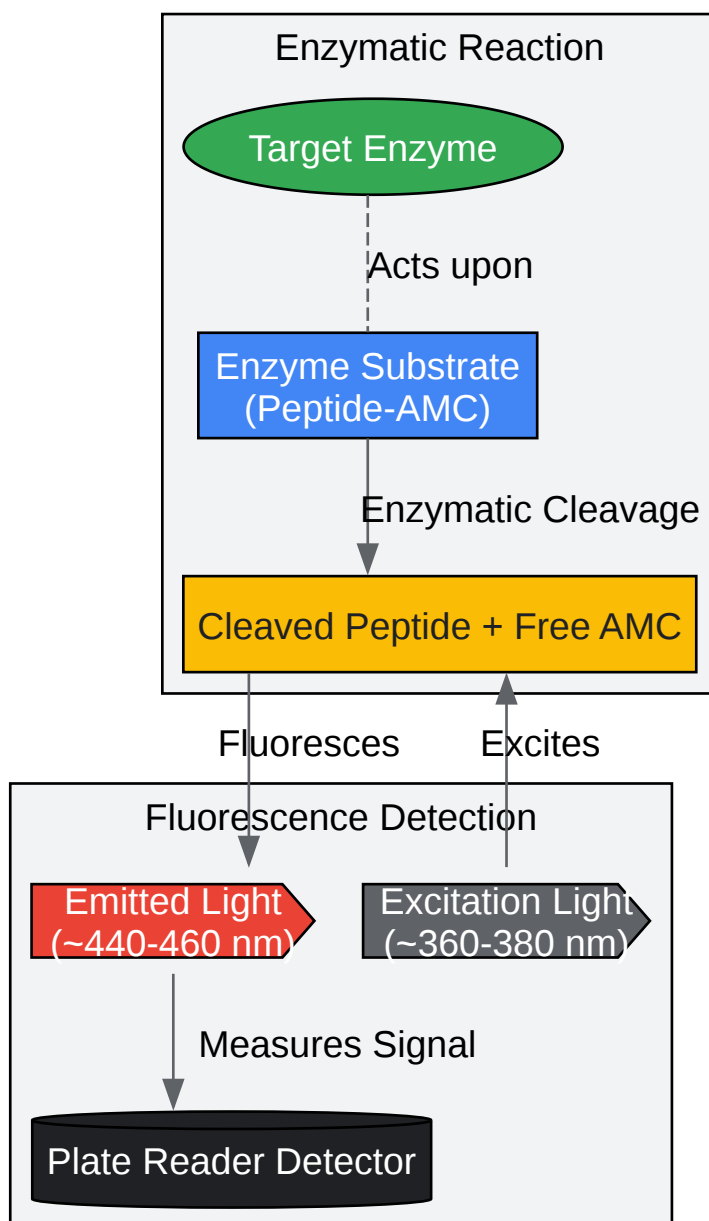 Enzymatic Reaction
Target Enzyme
Acts upon
Enzyme Substrate
(Peptide-AMC)
Enzymatic Cleavage
Cleaved Peptide + Free AMC
Fluoresces
Excites
Fluorescence Detection
Emitted Light
(~440-460 nm)
Excitation Light
(~360-380 nm)
Measures Signal
Plate Reader Detector